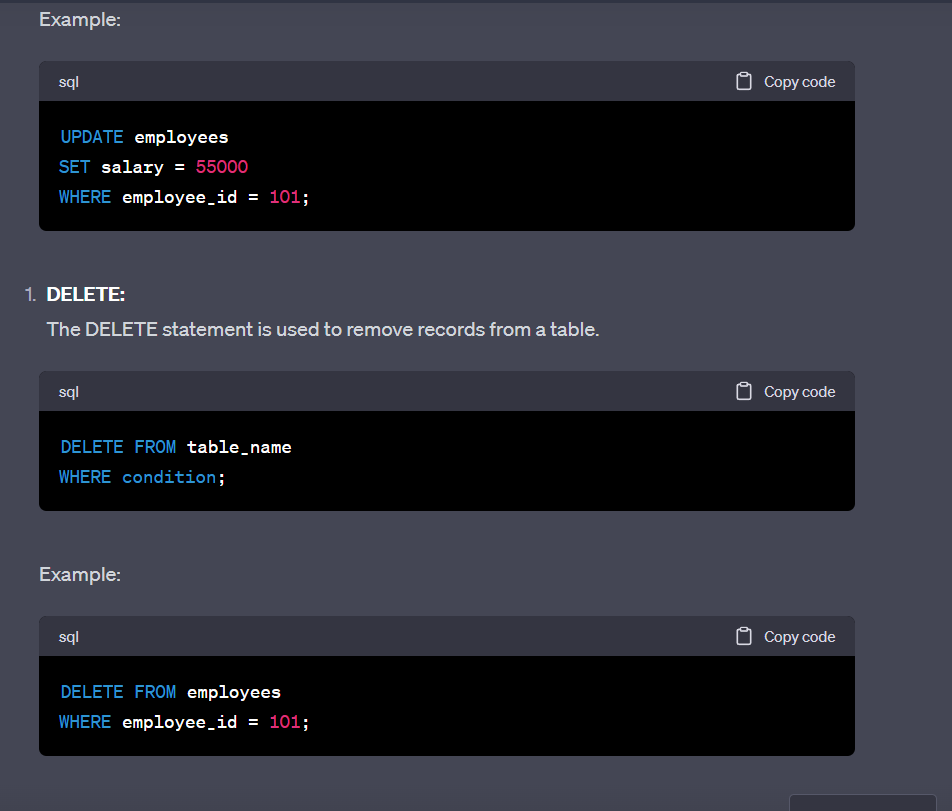 Example:
sql
Copy code
UPDATE employees
SET salary = 55000
WHERE employee_id = 101;
1. DELETE:
The DELETE statement is used to remove records from a table.
sql
Copy code
DELETE FROM table_name
WHERE condition;
Example:
sql
Copy code
DELETE FROM employees
WHERE employee_id = 101;